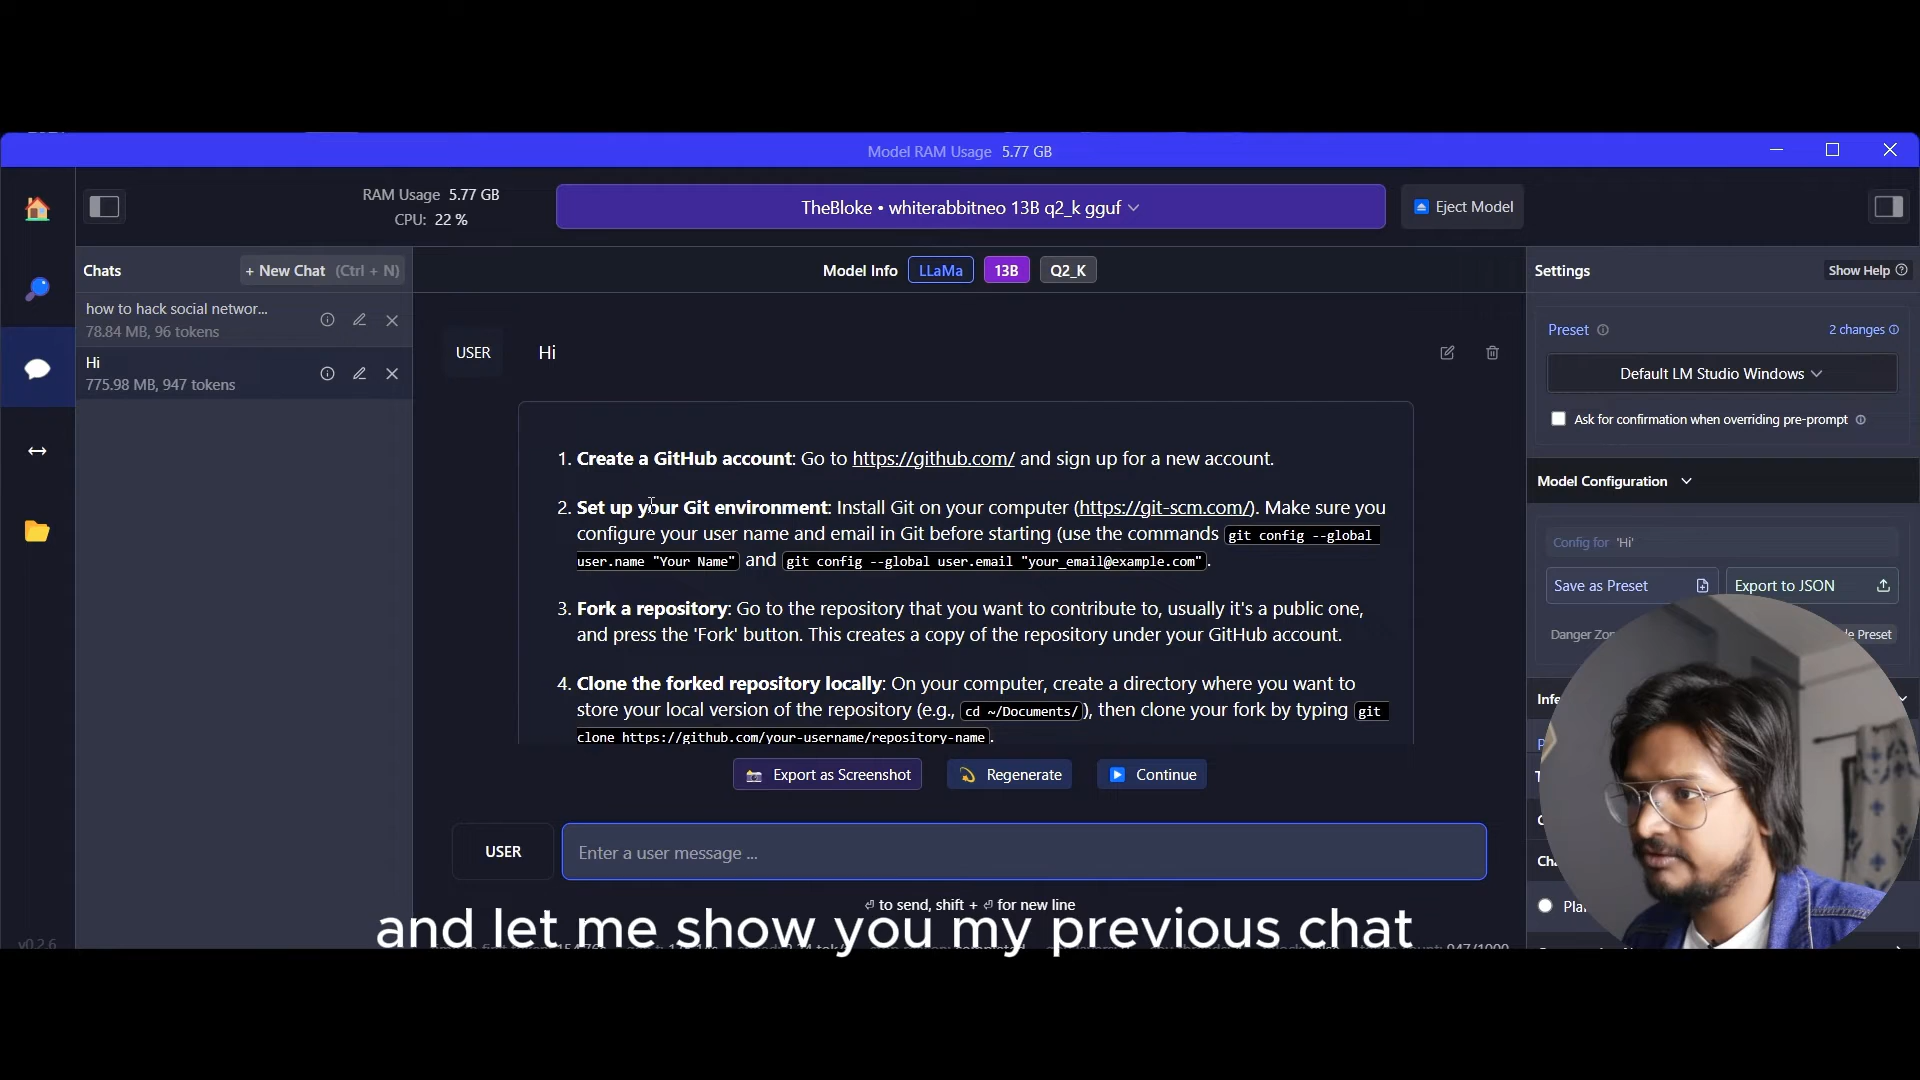 Model RAM Usage 5.77 GB
RAM Usage 5.77 GB
CPU: 22 %
TheBloke • whiterabbitneo 13B q2_k gguf
Eject Model
Chats
+ New Chat (Ctrl + N)
Model Info LLaMa 13B Q2_K
Settings
Show Help
how to hack social networ...
78.84 MB, 96 tokens
Hi
775.98 MB, 947 tokens
USER
Hi
1. Create a GitHub account: Go to https://github.com/ and sign up for a new account.
2. Set up your Git environment: Install Git on your computer (https://git-scm.com/). Make sure you
configure your user name and email in Git before starting (use the commands git config --global
user.name "Your Name" and git config --global user.email "your_email@example.com".
3. Fork a repository: Go to the repository that you want to contribute to, usually it's a public one,
and press the 'Fork' button. This creates a copy of the repository under your GitHub account.
4. Clone the forked repository locally: On your computer, create a directory where you want to
store your local version of the repository (e.g., cd ~/Documents/), then clone your fork by typing git
clone https://github.com/your-username/repository-name.
Export as Screenshot
Regenerate
Continue
USER
Enter a user message ...
to send, shift + for new line
Preset
2 changes
Default LM Studio Windows
Ask for confirmation when overriding pre-prompt
Model Configuration
Config for 'Hi'
Save as Preset
Export to JSON
Danger Zon
Preset
v0.2.6
and let me show you my previous chat